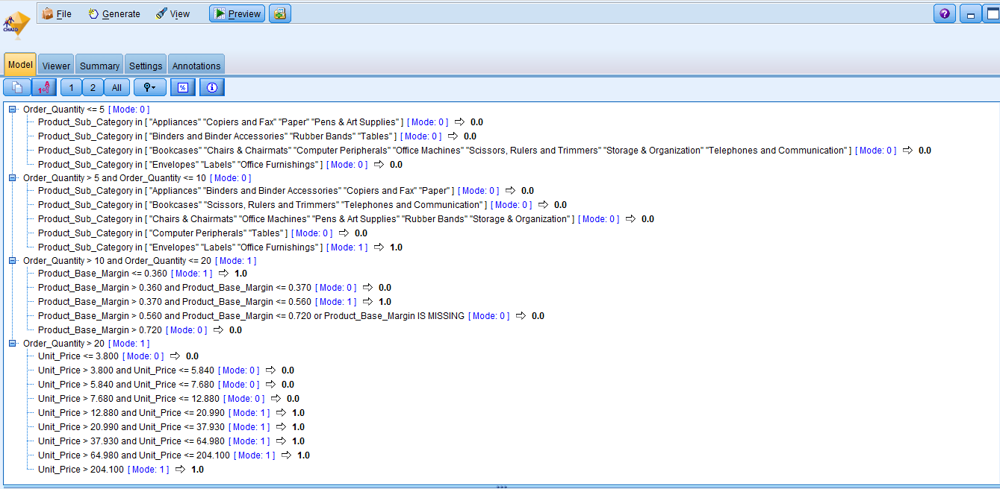 File Generate View Preview
CHAID
Model Viewer Summary Settings Annotations
1 2 All %
Order_Quantity <= 5 [ Mode: 0 ]
Product_Sub_Category in [ "Appliances" "Copiers and Fax" "Paper" "Pens & Art Supplies" ] [ Mode: 0 ] ⇨ 0.0
Product_Sub_Category in [ "Binders and Binder Accessories" "Rubber Bands" "Tables" ] [ Mode: 0 ] ⇨ 0.0
Product_Sub_Category in [ "Bookcases" "Chairs & Chairmats" "Computer Peripherals" "Office Machines" "Scissors, Rulers and Trimmers" "Storage & Organization" "Telephones and Communication" ] [ Mode: 0 ] ⇨ 0.0
Product_Sub_Category in [ "Envelopes" "Labels" "Office Furnishings" ] [ Mode: 0 ] ⇨ 0.0
Order_Quantity > 5 and Order_Quantity <= 10 [ Mode: 0 ]
Product_Sub_Category in [ "Appliances" "Binders and Binder Accessories" "Copiers and Fax" "Paper" ] [ Mode: 0 ] ⇨ 0.0
Product_Sub_Category in [ "Bookcases" "Scissors, Rulers and Trimmers" "Telephones and Communication" ] [ Mode: 0 ] ⇨ 0.0
Product_Sub_Category in [ "Chairs & Chairmats" "Office Machines" "Pens & Art Supplies" "Rubber Bands" "Storage & Organization" ] [ Mode: 0 ] ⇨ 0.0
Product_Sub_Category in [ "Computer Peripherals" "Tables" ] [ Mode: 0 ] ⇨ 0.0
Product_Sub_Category in [ "Envelopes" "Labels" "Office Furnishings" ] [ Mode: 1 ] ⇨ 1.0
Order_Quantity > 10 and Order_Quantity <= 20 [ Mode: 1 ]
Product_Base_Margin <= 0.360 [ Mode: 1 ] ⇨ 1.0
Product_Base_Margin > 0.360 and Product_Base_Margin <= 0.370 [ Mode: 0 ] ⇨ 0.0
Product_Base_Margin > 0.370 and Product_Base_Margin <= 0.560 [ Mode: 1 ] ⇨ 1.0
Product_Base_Margin > 0.560 and Product_Base_Margin <= 0.720 or Product_Base_Margin IS MISSING [ Mode: 0 ] ⇨ 0.0
Product_Base_Margin > 0.720 [ Mode: 0 ] ⇨ 0.0
Order_Quantity > 20 [ Mode: 1 ]
Unit_Price <= 3.800 [ Mode: 0 ] ⇨ 0.0
Unit_Price > 3.800 and Unit_Price <= 5.840 [ Mode: 0 ] ⇨ 0.0
Unit_Price > 5.840 and Unit_Price <= 7.680 [ Mode: 0 ] ⇨ 0.0
Unit_Price > 7.680 and Unit_Price <= 12.880 [ Mode: 0 ] ⇨ 0.0
Unit_Price > 12.880 and Unit_Price <= 20.990 [ Mode: 1 ] ⇨ 1.0
Unit_Price > 20.990 and Unit_Price <= 37.930 [ Mode: 1 ] ⇨ 1.0
Unit_Price > 37.930 and Unit_Price <= 64.980 [ Mode: 1 ] ⇨ 1.0
Unit_Price > 64.980 and Unit_Price <= 204.100 [ Mode: 1 ] ⇨ 1.0
Unit_Price > 204.100 [ Mode: 1 ] ⇨ 1.0